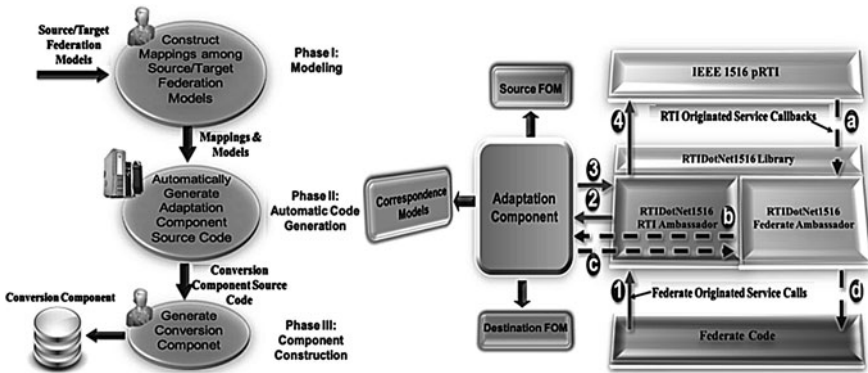 Source/Target
Federation
Models
Construct
Mappings among
Source/Target
Federation
Models
Phase I:
Modeling
Mappings &
Models
Automatically
Generate
Adaptation
Component
Source Code
Phase II:
Automatic Code
Generation
Conversion
Component Source
Code
Conversion Component
Generate
Conversion
Componet
Phase III:
Component
Construction
Source FOM
Correspondence
Models
Adaptation
Component
Destination FOM
IEEE 1516 pRTI
4
RTI Originated Service Callbacks
a
RTIDotNet1516 Library
3
2
RTIDotNet1516
RTI Ambassador
b
RTIDotNet1516
Federate Ambassador
c
1
Federate Originated Service Calls
d
Federate Code